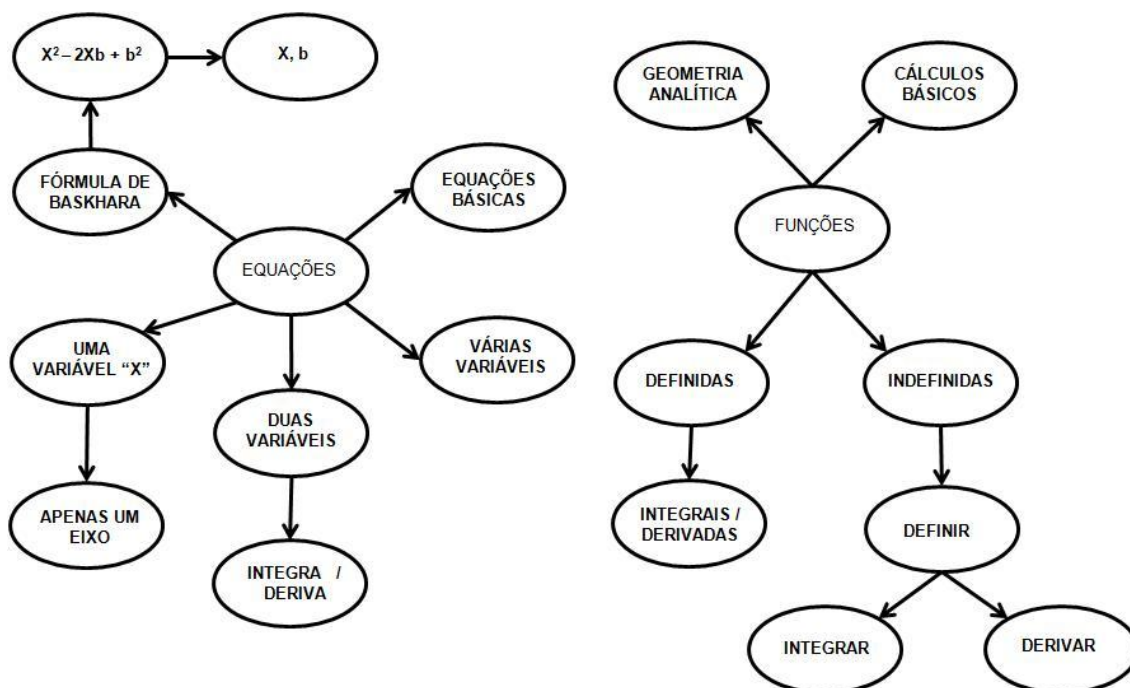 X² – 2Xb + b²
X, b
FÓRMULA DE
BASKHARA
EQUAÇÕES
BÁSICAS
EQUAÇÕES
UMA
VARIÁVEL “X”
VÁRIAS
VARIÁVEIS
DUAS
VARIÁVEIS
APENAS UM
EIXO
INTEGRA /
DERIVA
GEOMETRIA
ANALÍTICA
CÁLCULOS
BÁSICOS
FUNÇÕES
DEFINIDAS
INDEFINIDAS
INTEGRAIS /
DERIVADAS
DEFINIR
INTEGRAR
DERIVAR